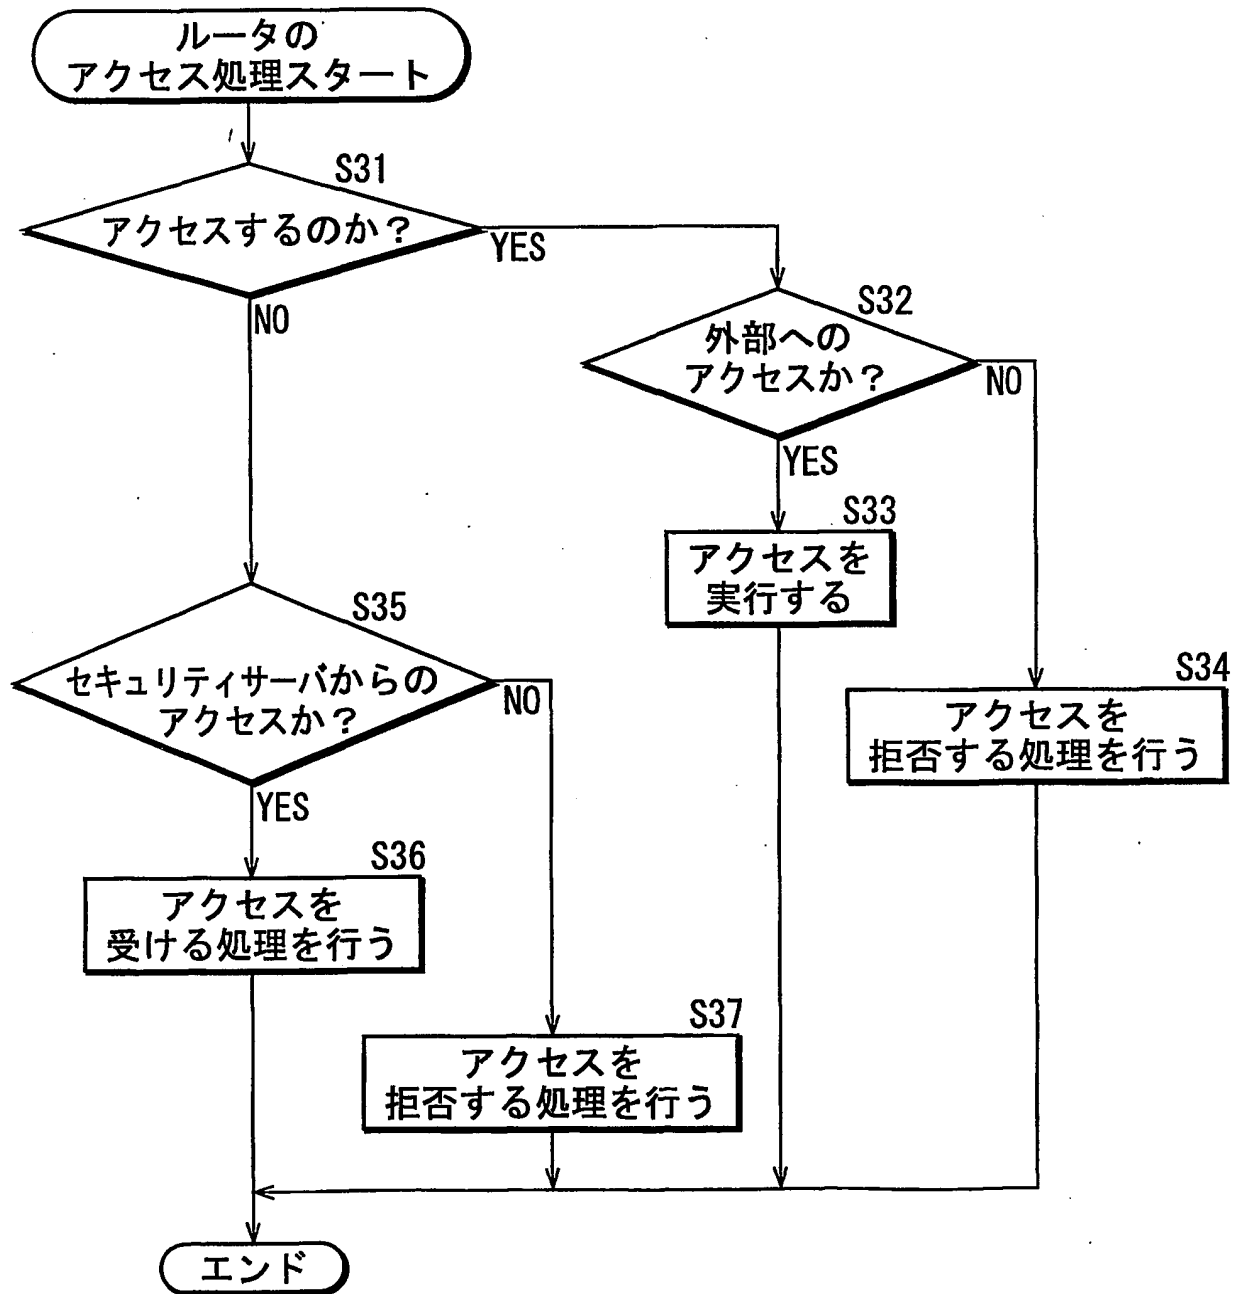 ルータの
アクセス処理スタート
S31
アクセスするのか?
YES
NO
S32
外部への
アクセスか?
NO
YES
S33
アクセスを
実行する
S34
アクセスを
拒否する処理を行う
S35
セキュリティサーバからの
アクセスか?
NO
YES
S36
アクセスを
受ける処理を行う
S37
アクセスを
拒否する処理を行う
エンド